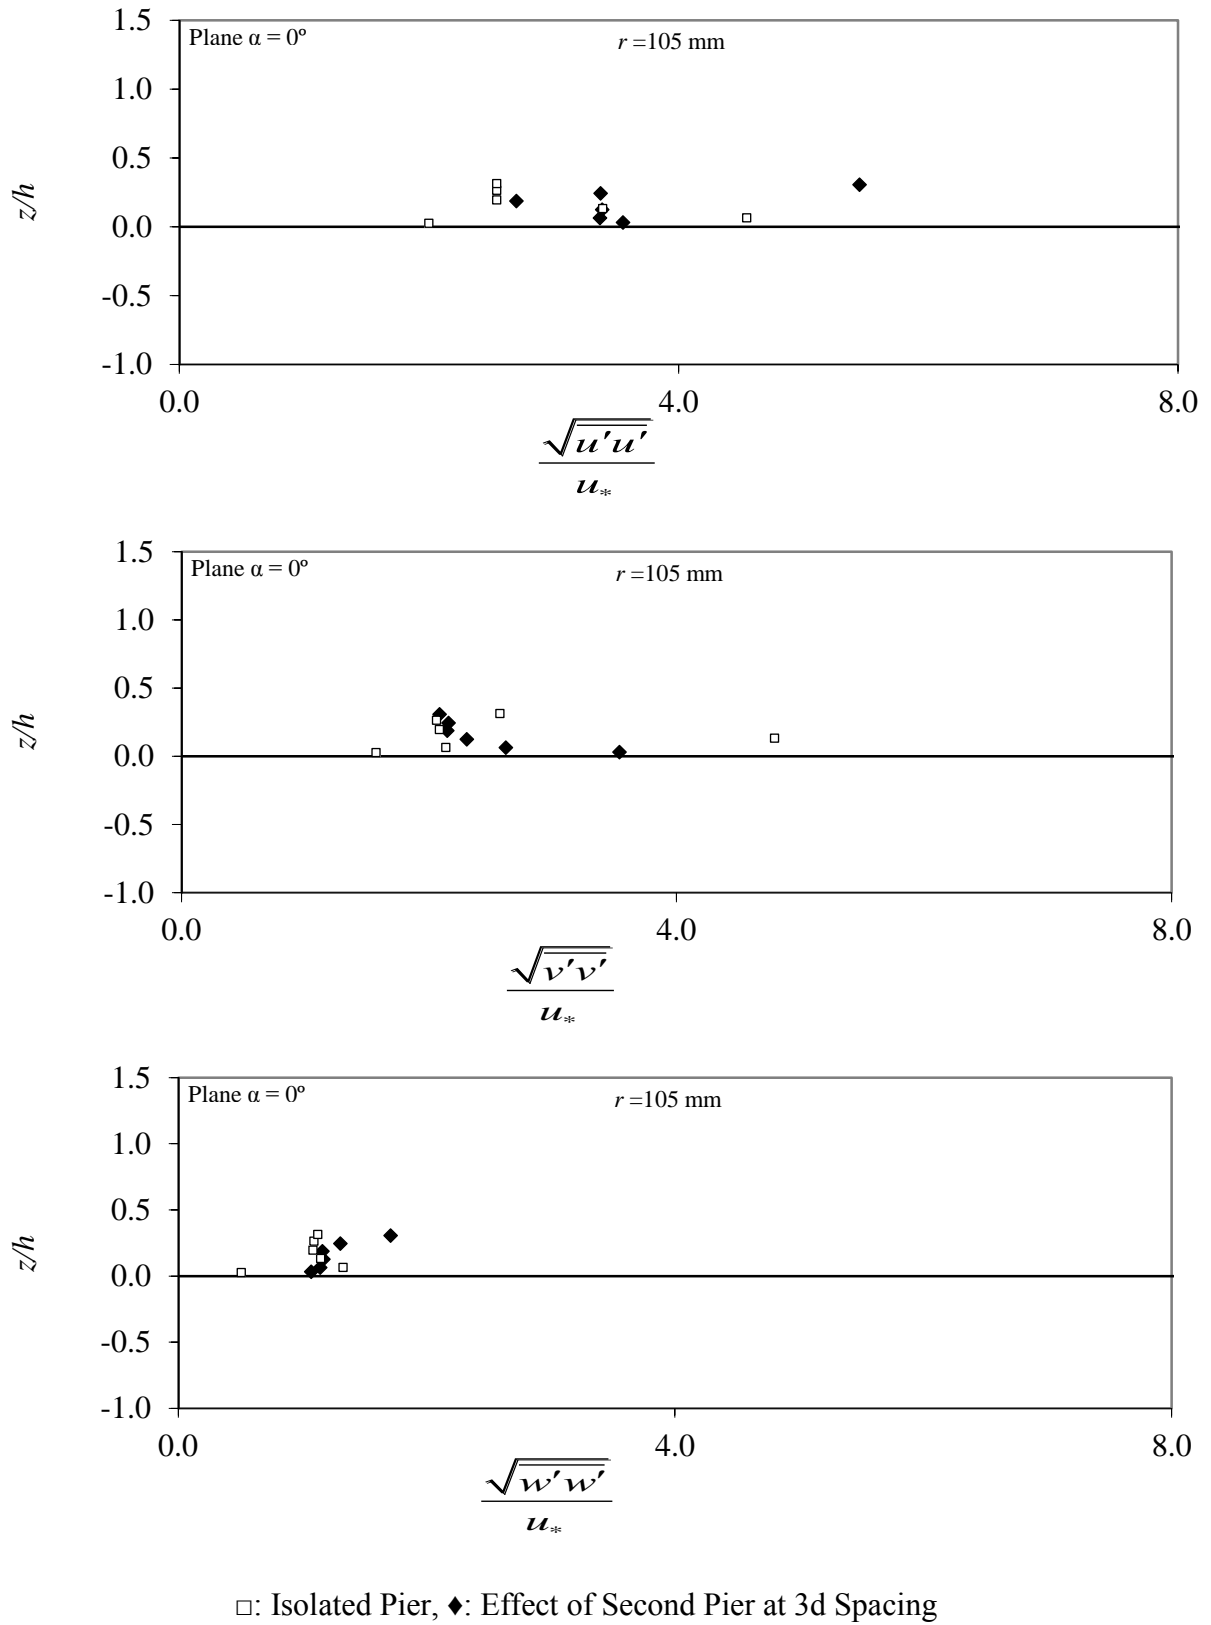 1.5
Plane α = 0º
r =105 mm
1.0
0.5
z/h
0.0
-0.5
-1.0
0.0 4.0 8.0
√u′u′
u*
1.5
Plane α = 0º
r =105 mm
1.0
0.5
z/h
0.0
-0.5
-1.0
0.0 4.0 8.0
√v′v′
u*
1.5
Plane α = 0º
r =105 mm
1.0
0.5
z/h
0.0
-0.5
-1.0
0.0 4.0 8.0
√w′w′
u*
□: Isolated Pier, ♦: Effect of Second Pier at 3d Spacing